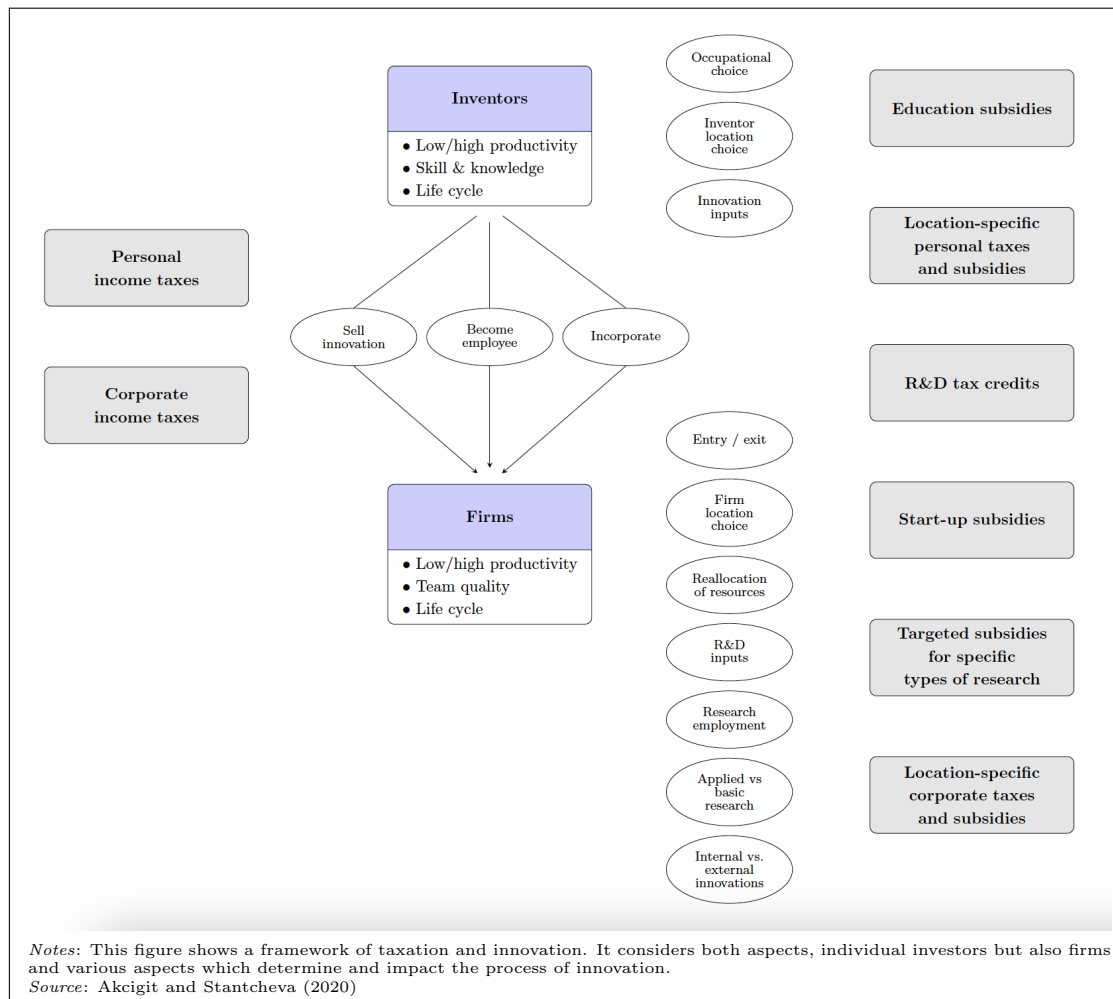 Inventors
• Low/high productivity
• Skill & knowledge
• Life cycle
Occupational
choice
Inventor
location
choice
Innovation
inputs
Education subsidies
Location-specific
personal taxes
and subsidies
Personal
income taxes
Corporate
income taxes
Sell
innovation
Become
employee
Incorporate
R&D tax credits
Firms
• Low/high productivity
• Team quality
• Life cycle
Entry / exit
Firm
location
choice
Reallocation
of resources
R&D
inputs
Research
employment
Applied vs
basic
research
Internal vs.
external
innovations
Start-up subsidies
Targeted subsidies
for specific
types of research
Location-specific
corporate taxes
and subsidies
Notes: This figure shows a framework of taxation and innovation. It considers both aspects, individual investors but also firms
and various aspects which determine and impact the process of innovation.
Source: Akcigit and Stantcheva (2020)